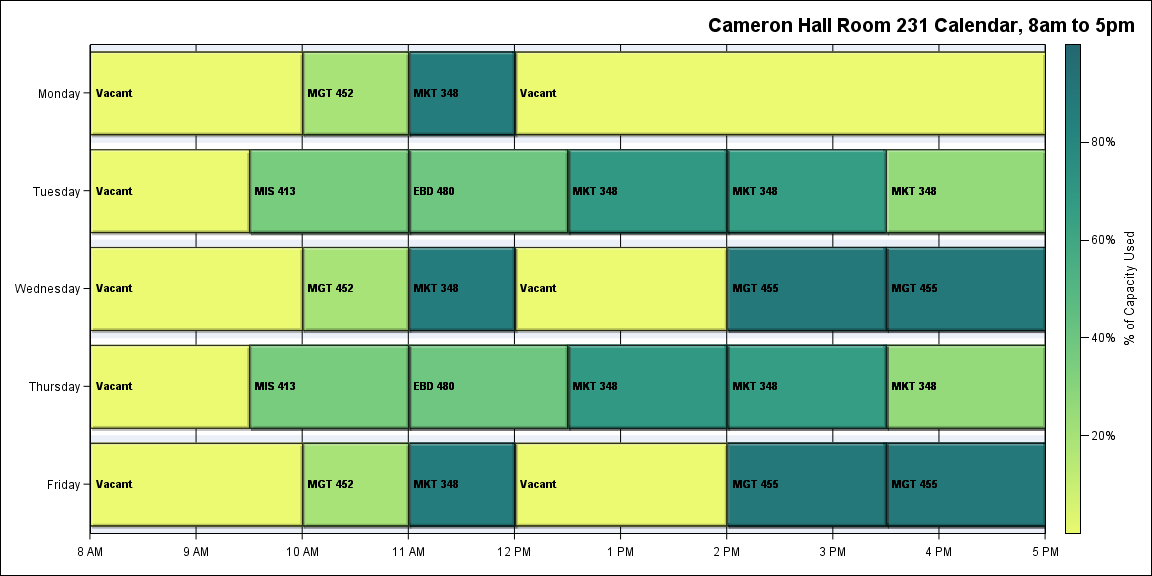 Cameron Hall Room 231 Calendar, 8am to 5pm
Monday
Vacant
MGT 452
MKT 348
Vacant
Tuesday
Vacant
MIS 413
EBD 480
MKT 348
MKT 348
MKT 348
Wednesday
Vacant
MGT 452
MKT 348
Vacant
MGT 455
MGT 455
Thursday
Vacant
MIS 413
EBD 480
MKT 348
MKT 348
MKT 348
Friday
Vacant
MGT 452
MKT 348
Vacant
MGT 455
MGT 455
8 AM
9 AM
10 AM
11 AM
12 PM
1 PM
2 PM
3 PM
4 PM
5 PM
80%
60%
40%
20%
% of Capacity Used